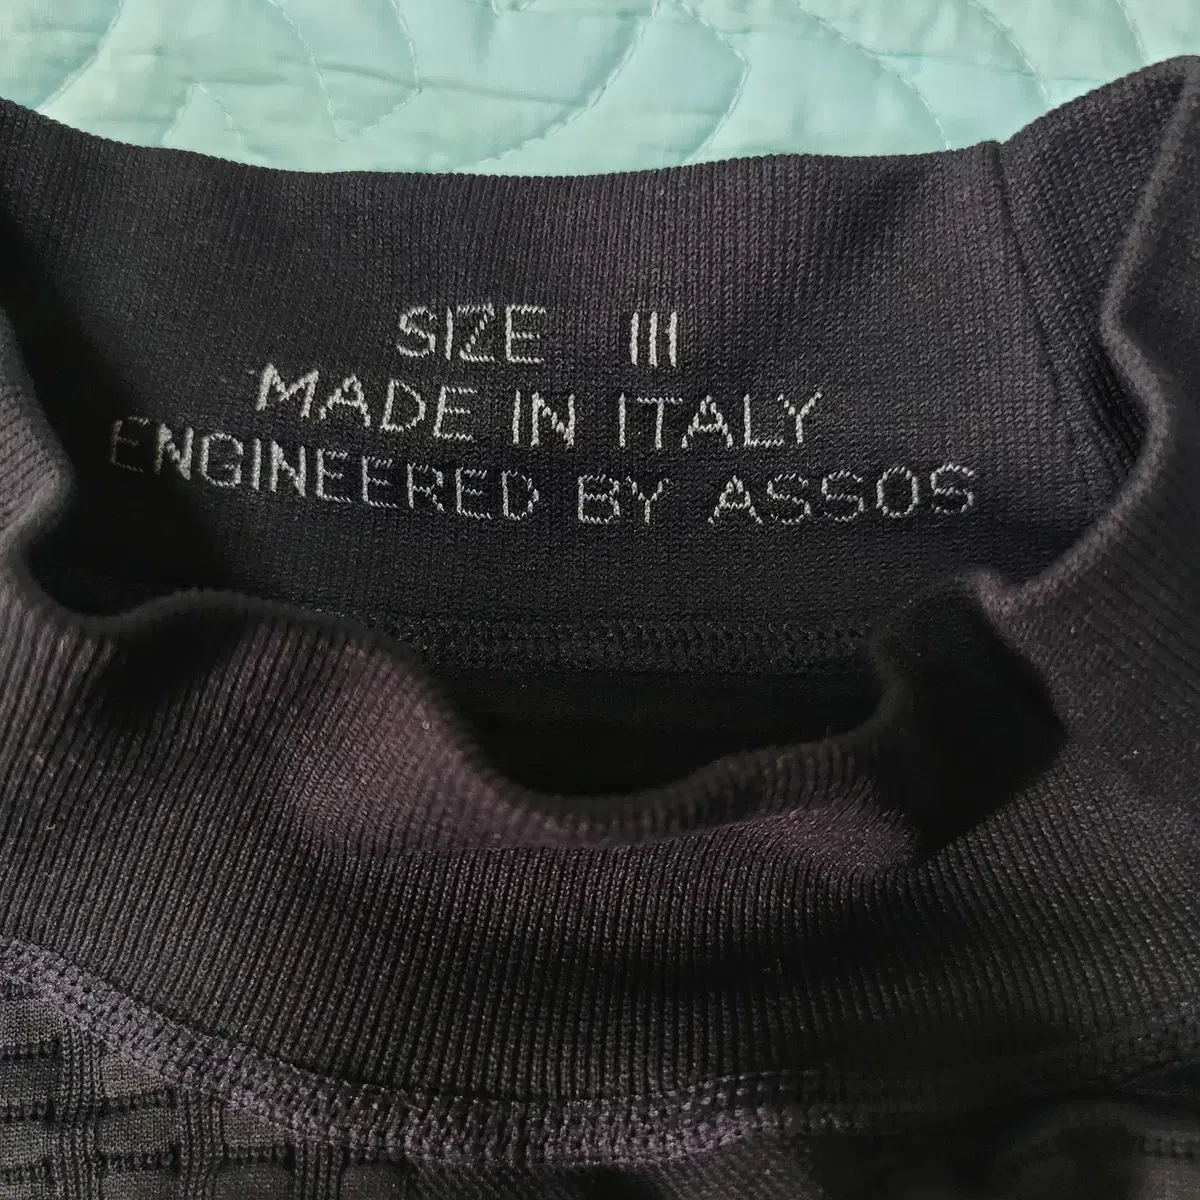 SIZE III
MADE IN ITALY
ENGINEERED BY ASSOS